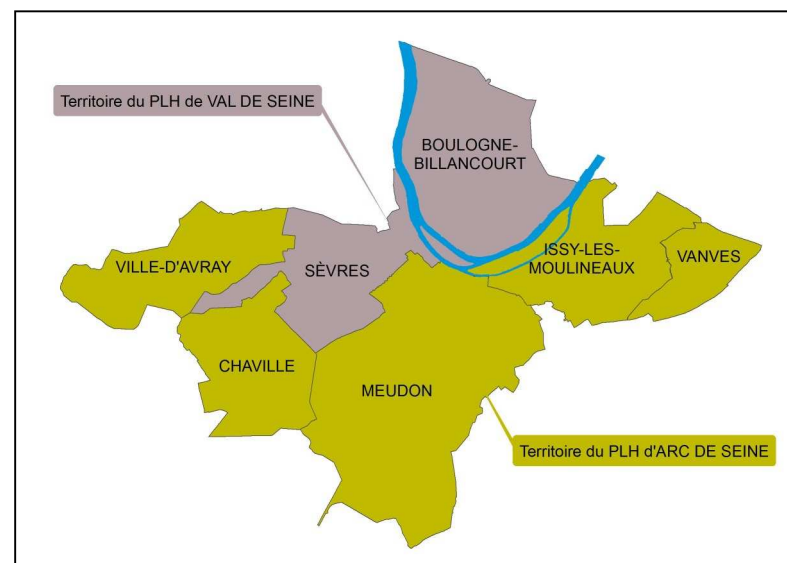 Territoire du PLH de VAL DE SEINE
BOULOGNE-
BILLANCOURT
VILLE-D'AVRAY
SÈVRES
ISSY-LES-
MOULINEAUX
VANVES
CHAVILLE
MEUDON
Territoire du PLH d'ARC DE SEINE